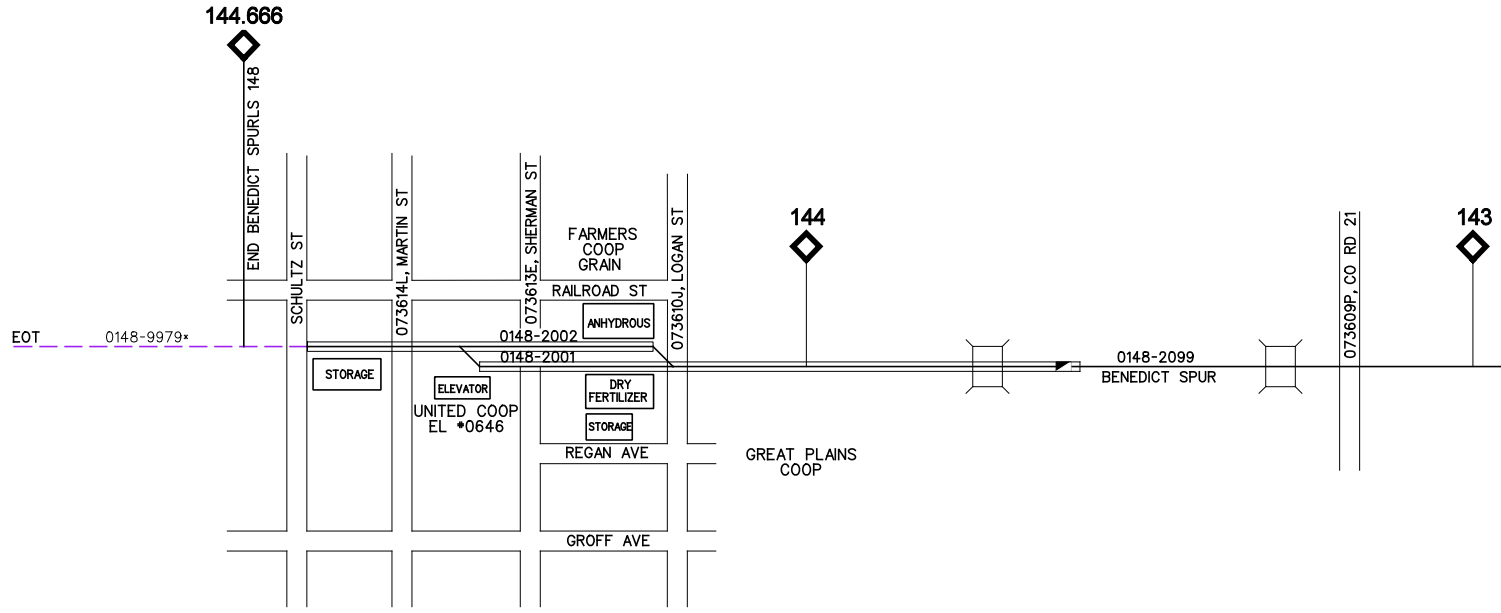 144.666
END BENEDICT SPURLS 148
SCHULTZ ST
073614L, MARTIN ST
073613E, SHERMAN ST
FARMERS
COOP
GRAIN
073610J, LOGAN ST
144
073609P, CO RD 21
143
RAILROAD ST
ANHYDROUS
EOT
0148-9979*
0148-2002
0148-2001
0148-2099
BENEDICT SPUR
STORAGE
ELEVATOR
UNITED COOP
EL *0646
DRY
FERTILIZER
STORAGE
REGAN AVE
GREAT PLAINS
COOP
GROFF AVE